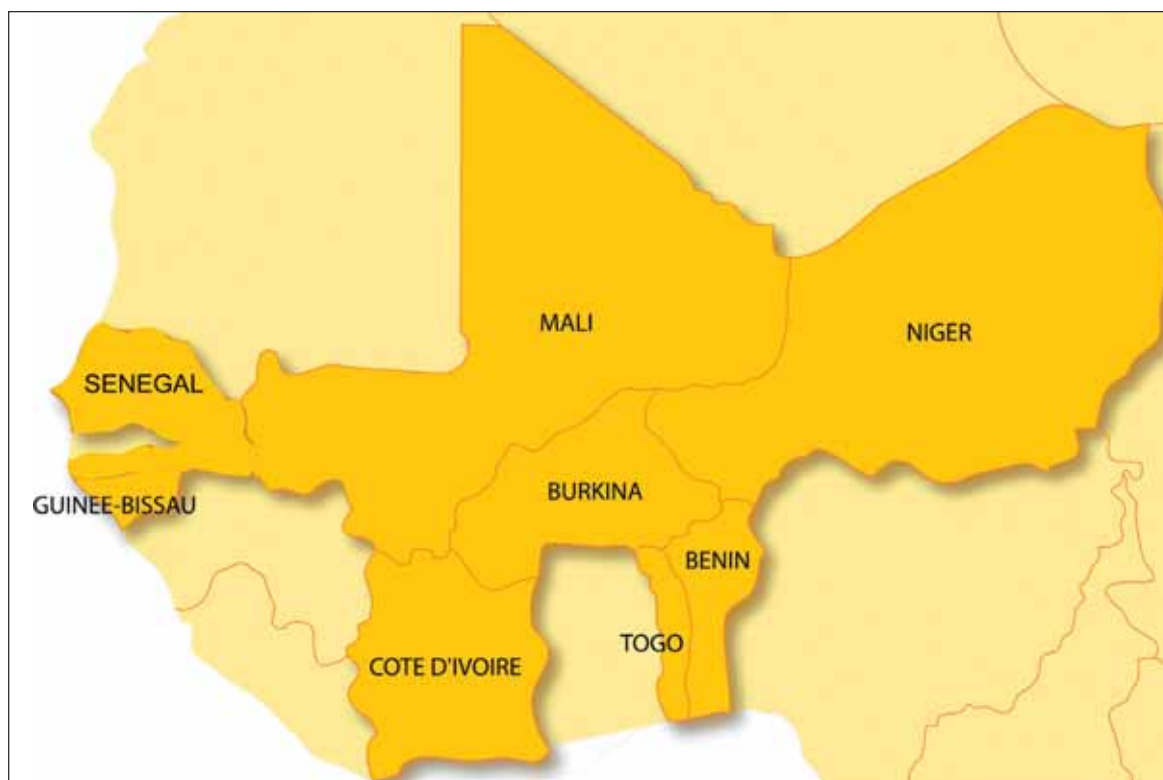 MALI
NIGER
SENEGAL
GUINEE-BISSAU
BURKINA
BENIN
TOGO
COTE D'IVOIRE